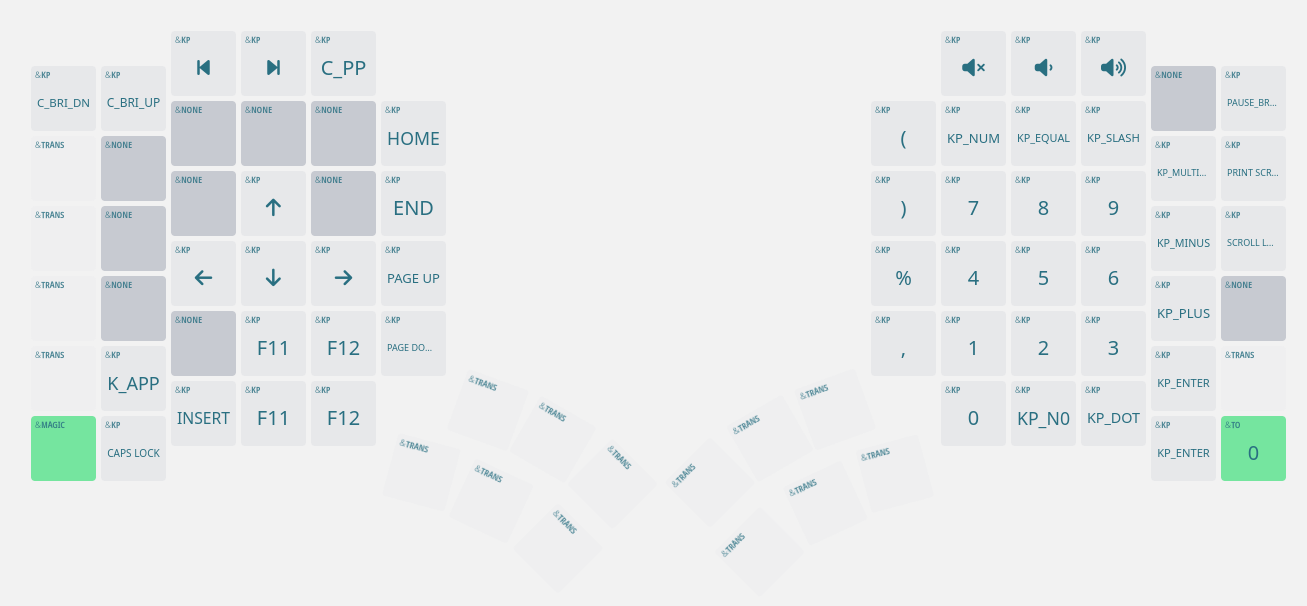 &KP &KP &KP &KP &KP &KP
C_PP
&KP &KP &NONE &KP
C_BRI_DN C_BRI_UP PAUSE_BR...
&NONE &NONE &NONE &KP &KP &KP &KP &KP
HOME ( KP_NUM KP_EQUAL KP_SLASH
&TRANS &NONE &KP &KP
KP_MULTI... PRINT SCR...
&NONE &KP &NONE &KP &KP &KP &KP &KP
END ) 7 8 9
&TRANS &NONE &KP &KP
KP_MINUS SCROLL L...
&KP &KP &KP &KP &KP &KP &KP &KP
PAGE UP % 4 5 6
&TRANS &NONE &KP &NONE
KP_PLUS
&NONE &KP &KP &KP &KP &KP &KP &KP
F11 F12 PAGE DO... , 1 2 3
&TRANS &KP &KP &TRANS
K_APP KP_ENTER
&KP &KP &KP &TRANS &TRANS &KP &KP &KP
INSERT F11 F12 0 KP_N0 KP_DOT
&MAGIC &KP &TRANS &TRANS &KP &TO
CAPS LOCK KP_ENTER 0
&TRANS &TRANS &TRANS &TRANS
&TRANS &TRANS
&TRANS &TRANS